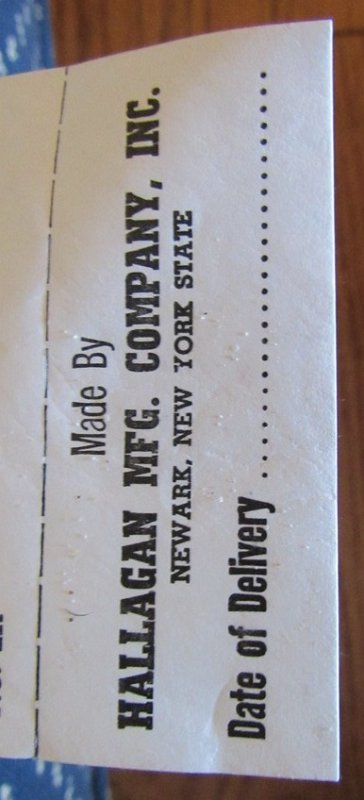 Made By
HALLAGAN MFG. COMPANY, INC.
NEWARK, NEW YORK STATE
Date of Delivery ..............................